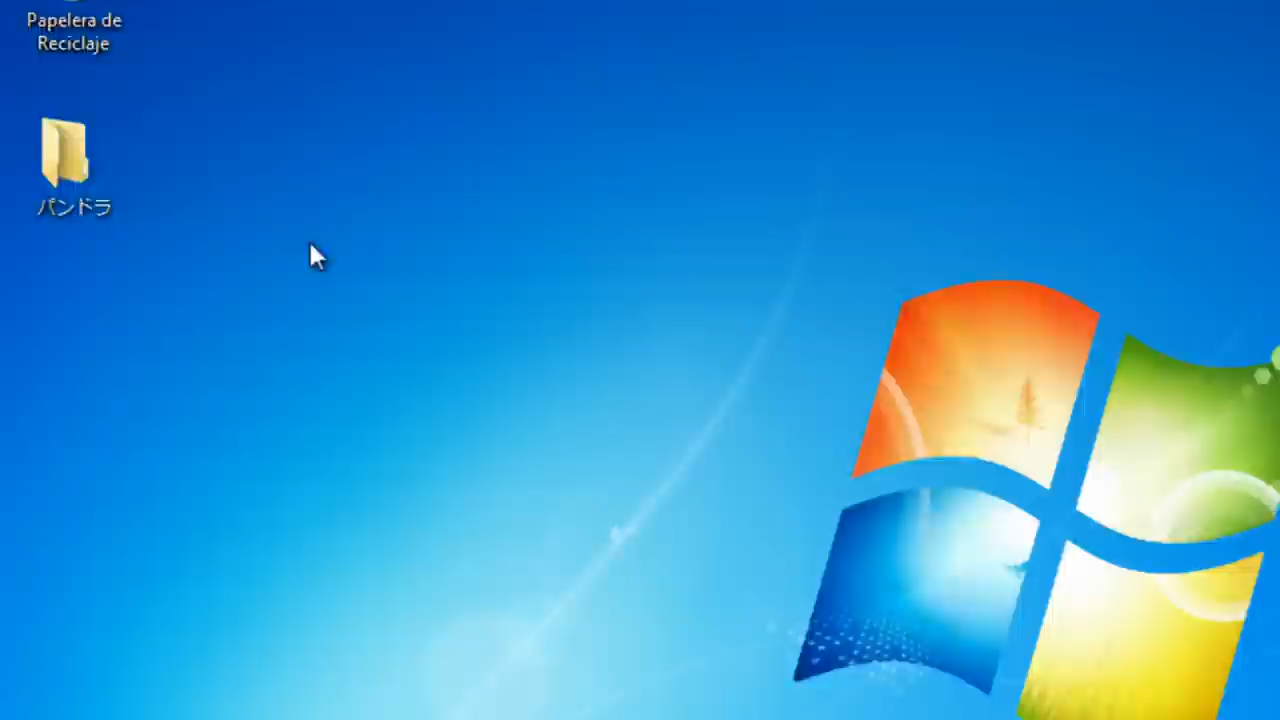 Papelera de
Reciclaje
パンドラ